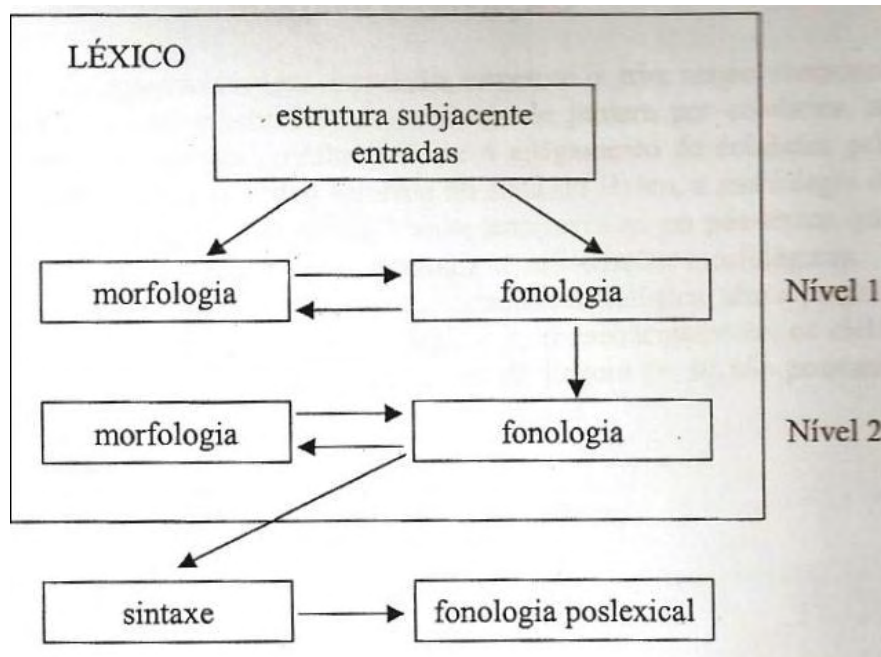 LÉXICO
estrutura subjacente
entradas
morfologia
fonologia
Nível 1
morfologia
fonologia
Nível 2
sintaxe
fonologia poslexical